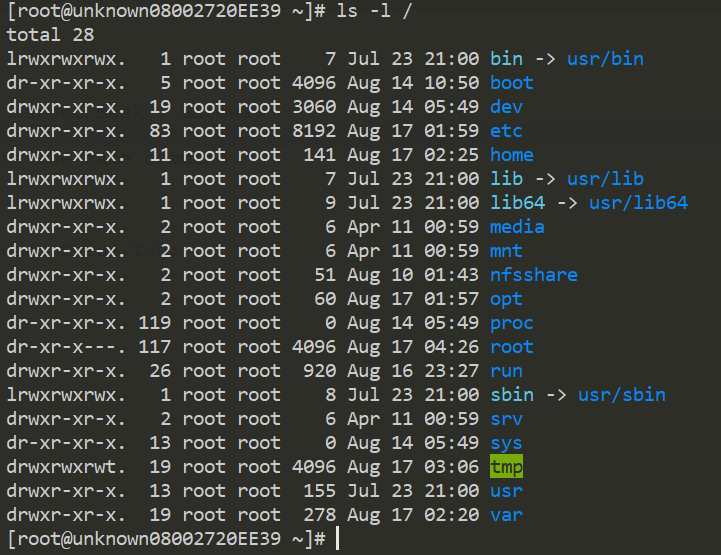 [root@unknown08002720EE39 ~]# ls -l /
total 28
lrwxrwxrwx.   1 root root    7 Jul 23 21:00 bin -> usr/bin
dr-xr-xr-x.   5 root root 4096 Aug 14 10:50 boot
drwxr-xr-x.  19 root root 3060 Aug 14 05:49 dev
drwxr-xr-x.  83 root root 8192 Aug 17 01:59 etc
drwxr-xr-x.  11 root root  141 Aug 17 02:25 home
lrwxrwxrwx.   1 root root    7 Jul 23 21:00 lib -> usr/lib
lrwxrwxrwx.   1 root root    9 Jul 23 21:00 lib64 -> usr/lib64
drwxr-xr-x.   2 root root    6 Apr 11 00:59 media
drwxr-xr-x.   2 root root    6 Apr 11 00:59 mnt
drwxr-xr-x.   2 root root   51 Aug 10 01:43 nfsshare
drwxr-xr-x.   2 root root   60 Aug 17 01:57 opt
dr-xr-xr-x. 119 root root    0 Aug 14 05:49 proc
dr-xr-x---. 117 root root 4096 Aug 17 04:26 root
drwxr-xr-x.  26 root root  920 Aug 16 23:27 run
lrwxrwxrwx.   1 root root    8 Jul 23 21:00 sbin -> usr/sbin
drwxr-xr-x.   2 root root    6 Apr 11 00:59 srv
dr-xr-xr-x.  13 root root    0 Aug 14 05:49 sys
drwxrwxrwt.  19 root root 4096 Aug 17 03:06 tmp
drwxr-xr-x.  13 root root  155 Jul 23 21:00 usr
drwxr-xr-x.  19 root root  278 Aug 17 02:20 var
[root@unknown08002720EE39 ~]#